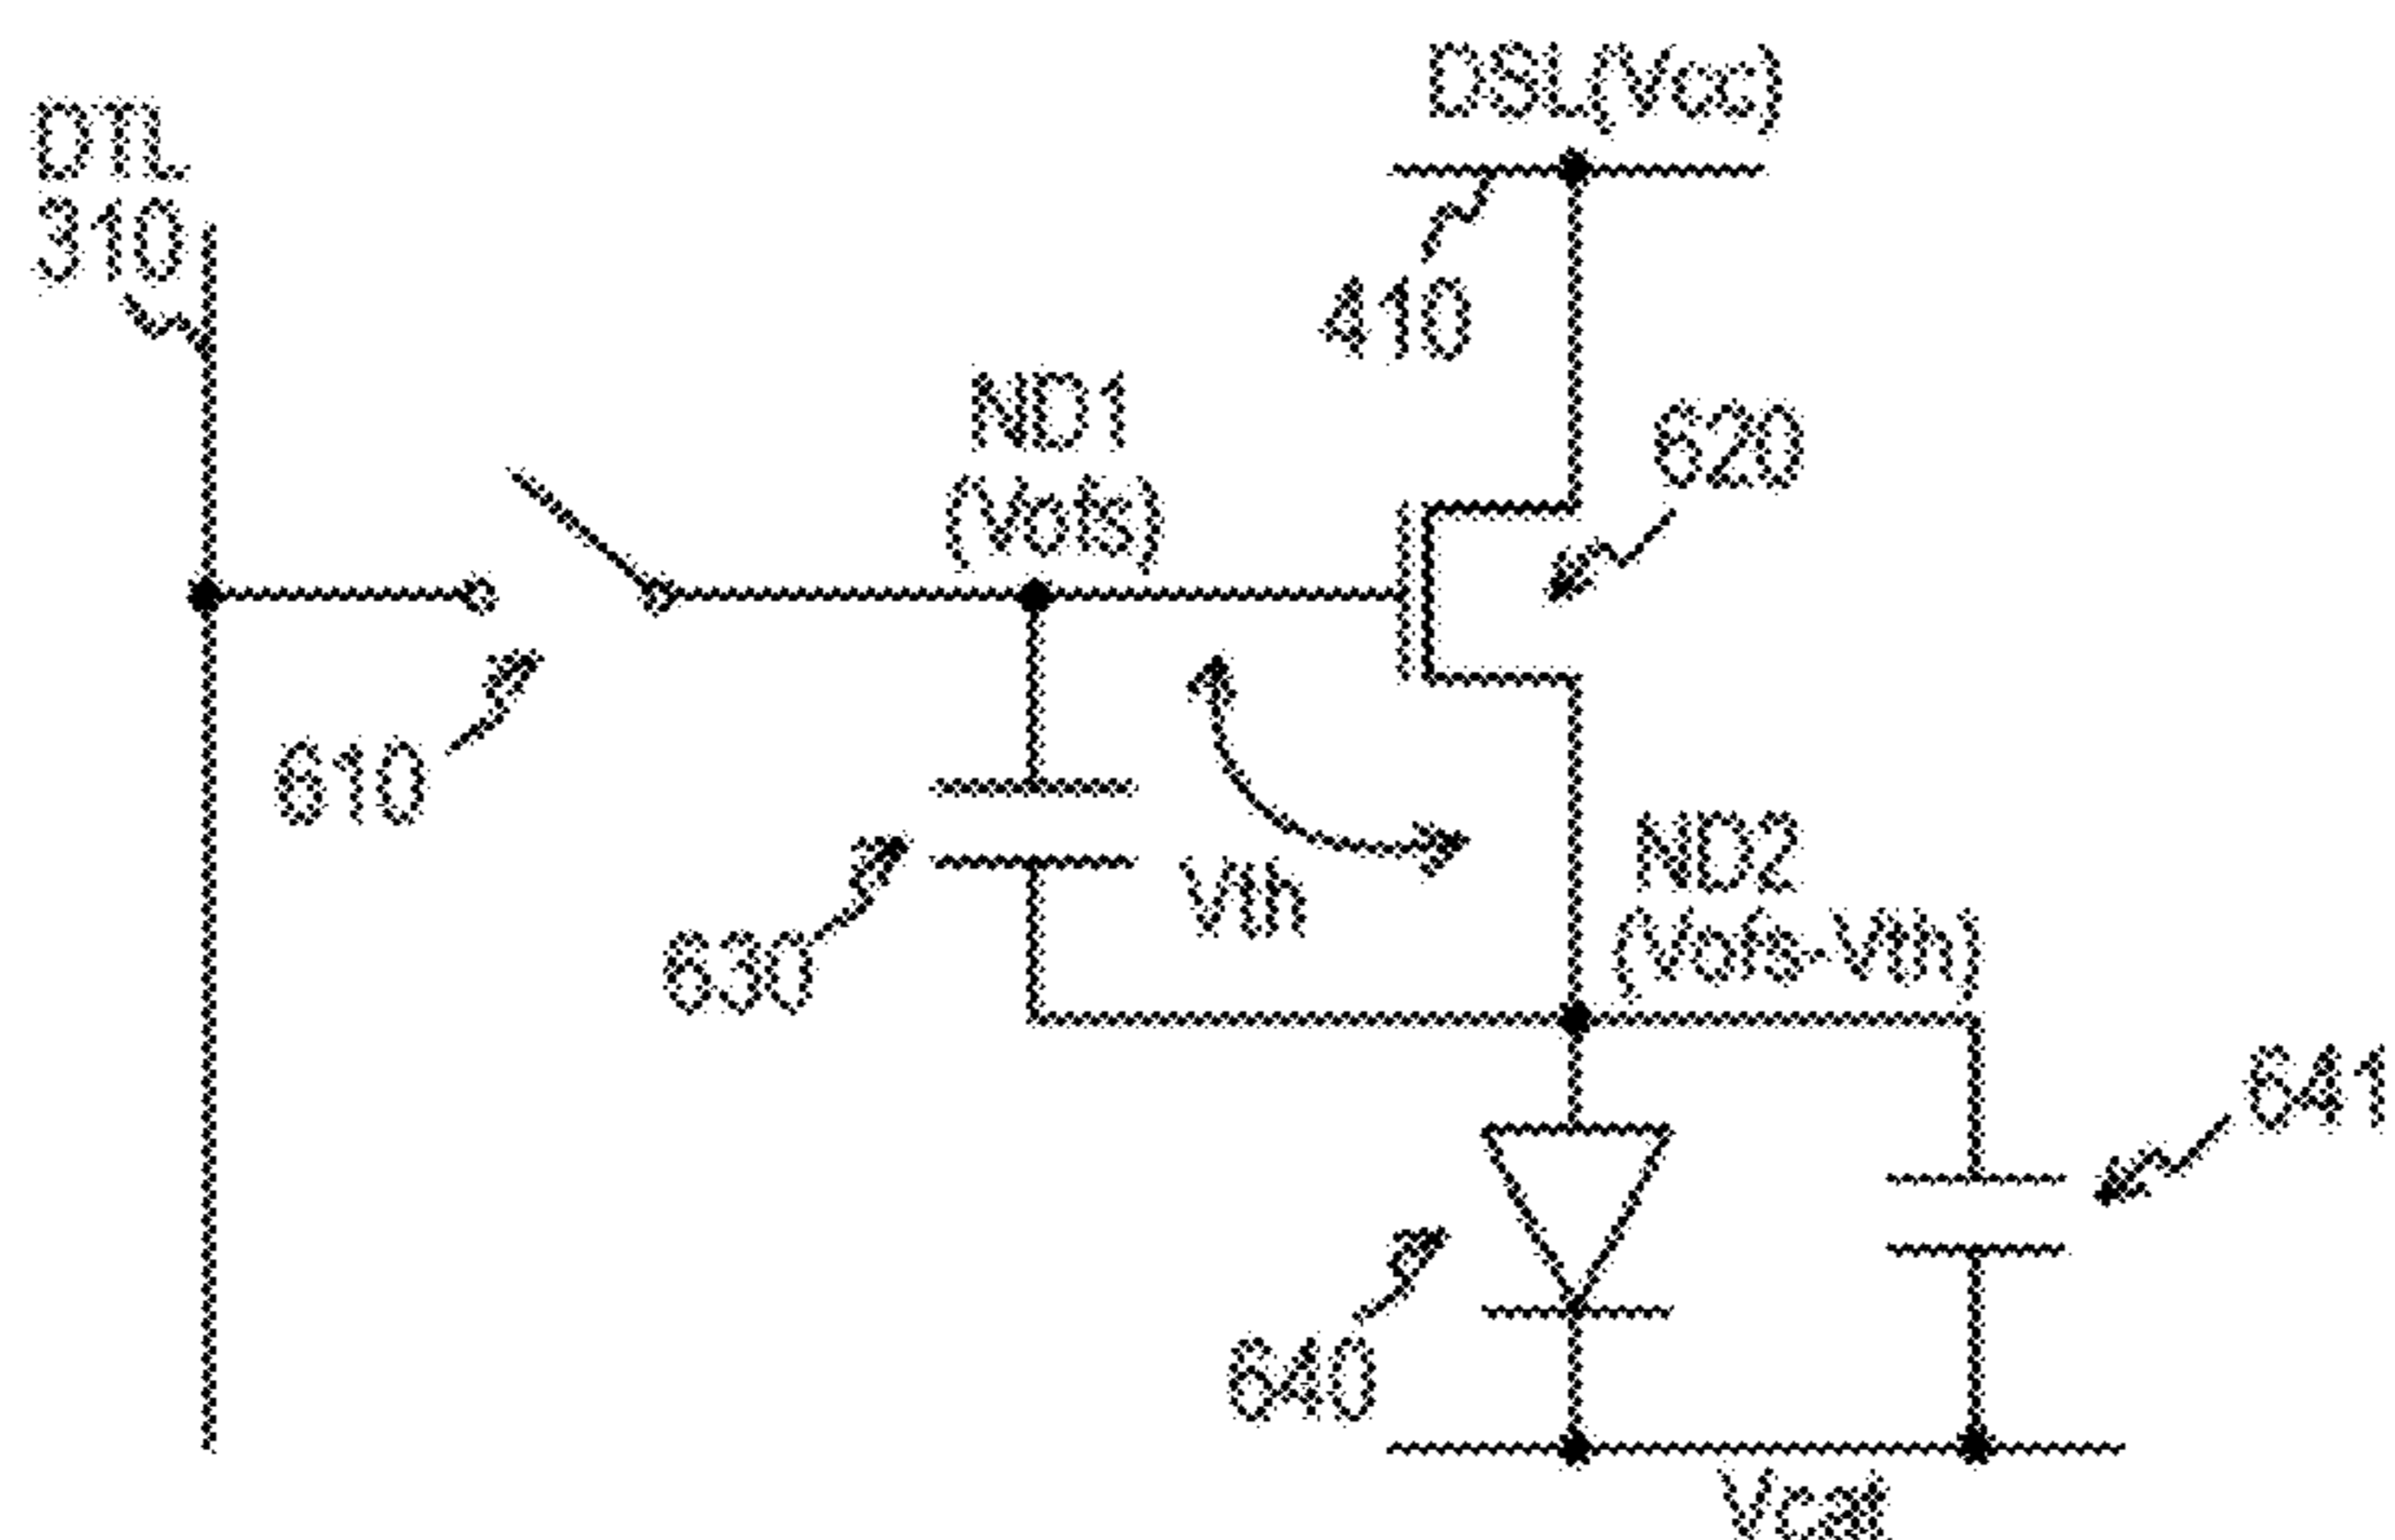 DTL
310
DSL(Vcc)
410
ND1
(Vofs)
620
610
630
Vth
ND2
(Vofs-Vth)
641
640
Vcat